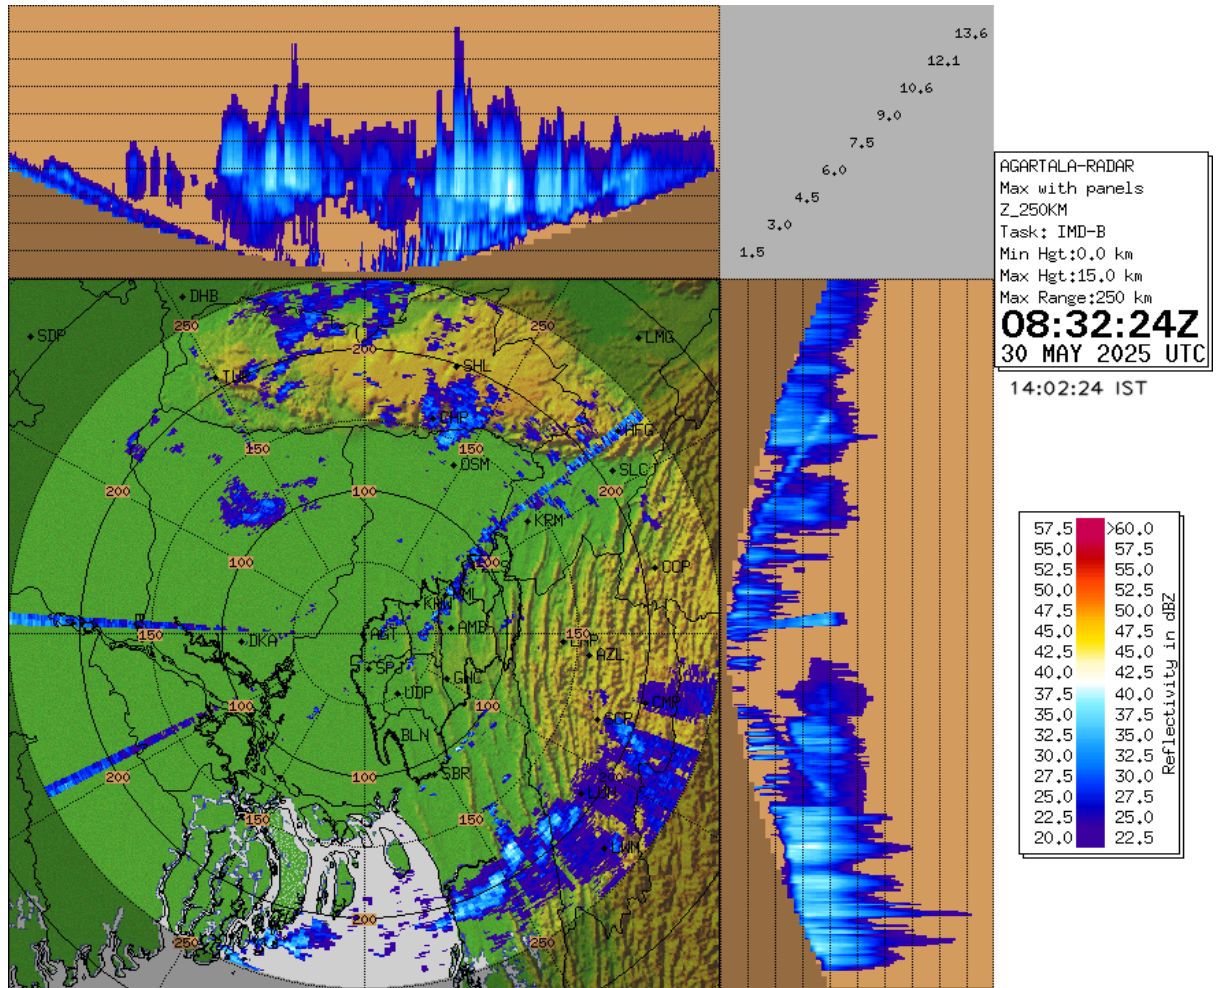 13.6
12.1
10.6
9.0
7.5
6.0
4.5
3.0
1.5
AGARTALA-RADAR
Max with panels
Z_250KM
Task: IMD-B
Min Hgt:0.0 km
Max Hgt:15.0 km
Max Range:250 km
08:32:24Z
30 MAY 2025 UTC
14:02:24 IST
DHB
250
250
SDP
LMG
200
SHL
TUR
CHP
HFG
150
150
OSM
SLC
200
100
200
KRM
100
100
CCP
KML
KHW
AGT
AMB
150
150
DKA
AZL
SPJ
GNC
UDP
100
100
CMP
BLN
200
100
SBR
200
LWN
150
150
200
250
250
57.5 >60.0
55.0 57.5
52.5 55.0
50.0 52.5
47.5 50.0
45.0 47.5
42.5 45.0
40.0 42.5
37.5 40.0
35.0 37.5
32.5 35.0
30.0 32.5
27.5 30.0
25.0 27.5
22.5 25.0
20.0 22.5
Reflectivity in dBZ